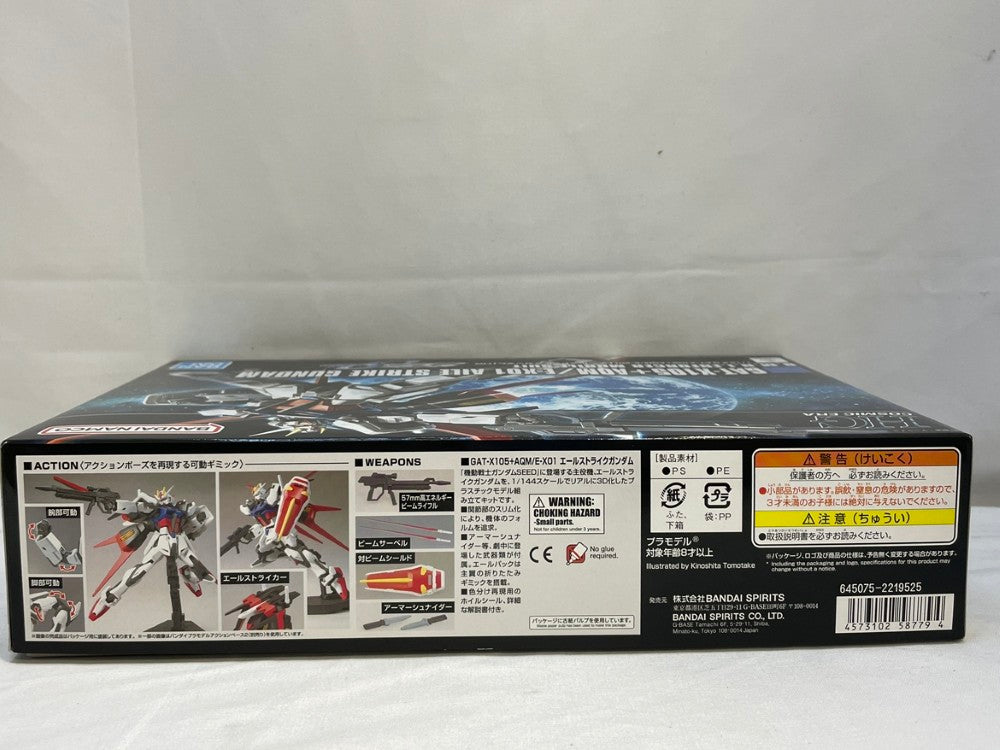 GAT-X105+AQM/E-X01 AILE STRIKE GUNDAM
COSMIC ERA
HG
BANDAI NAMCO
■ACTION〈アクションポーズを再現する可動ギミック〉
腕部可動
脚部可動
エールストライカー
■WEAPONS
57mm高エネルギー
ビームライフル
ビームサーベル
対ビームシールド
アーマーシュナイダー
■GAT-X105+AQM/E-X01 エールストライクガンダム
「機動戦士ガンダムSEED」に登場する主役機、エールストラ
イクガンダムを、1/144スケールでリアルに3D化したプ
ラスチックモデル組
み立てキットです。
■関節部のスリム化
により、機体のフォル
ムを追求。
■アーマーシュナイ
ダー等、劇中に登
場した武器類が付
属。エールパックは
主翼の折りたたみ
ギミックを搭載。
■色分け再現用の
ホイルシール、詳細
な解説書付き。
WARNING:
CHOKING HAZARD
-Small parts.
Not for children under 3 years.
CE
No glue
required.
パッケージに古紙パルプを使用しています。
[製品素材]
●PS ●PE
紙
ふた、
下箱
プラ
袋:PP
プラモデル®
対象年齢8才以上
Illustrated by Kinoshita Tomotake
警告(けいこく)
保護者の方へ 必ずお読みください。
●小部品があります。誤飲・窒息の危険がありますので、
3才未満のお子様には絶対に与えないでください。
注意(ちゅうい)
●取扱説明書を必ずお読みください。
※パッケージ、ロゴ及び商品の仕様は、予告無く変更する場合があります。
* Including the packaging and logo, specifications for this product may
change without notice.
発売元
株式会社BANDAI SPIRITS
BANDAI SPIRITS CO., LTD.
G-BASE Tamachi 6F, 5-29-11, Shiba,
Minato-ku, Tokyo 108-0014 Japan
645075-2219525
4573102 58779 4